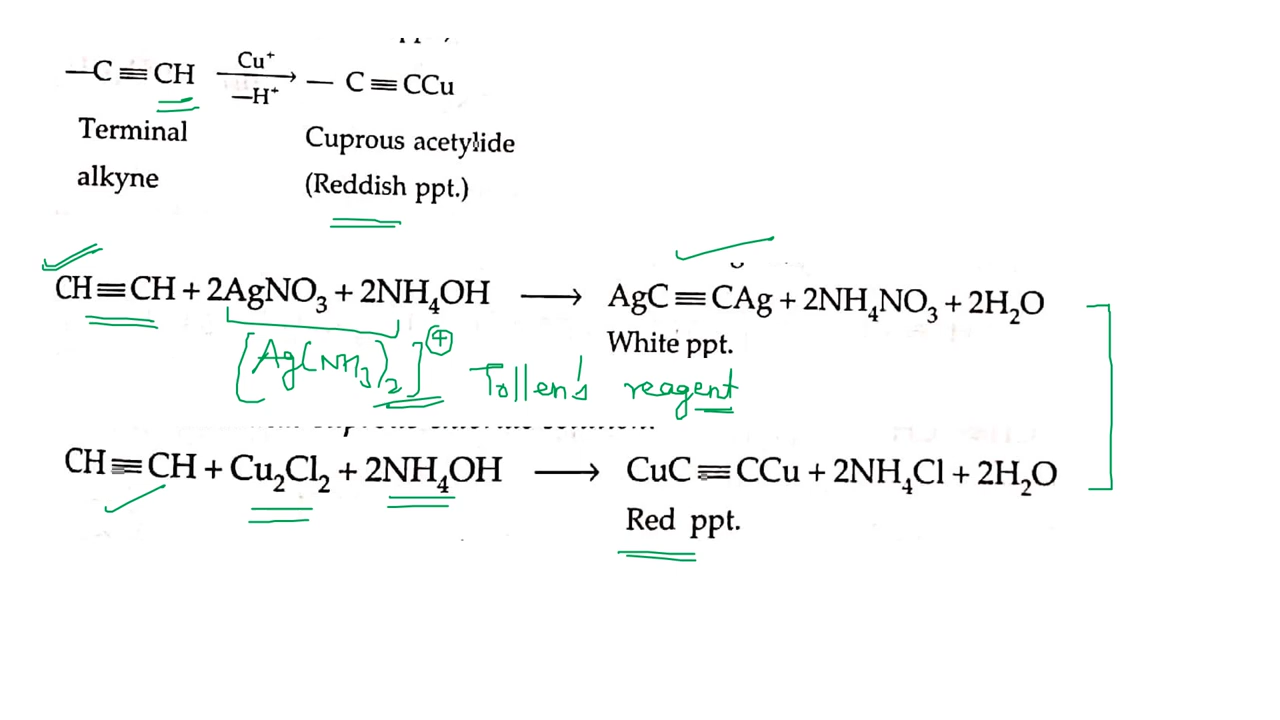 —C≡CH —Cu⁺/—H⁺→ — C≡CCu
Terminal alkyne
Cuprous acetylide
(Reddish ppt.)
CH≡CH + 2AgNO₃ + 2NH₄OH ⟶ AgC≡CAg + 2NH₄NO₃ + 2H₂O
White ppt.
[Ag(NH₃)₂]⊕ Tollen's reagent
CH≡CH + Cu₂Cl₂ + 2NH₄OH ⟶ CuC≡CCu + 2NH₄Cl + 2H₂O
Red ppt.